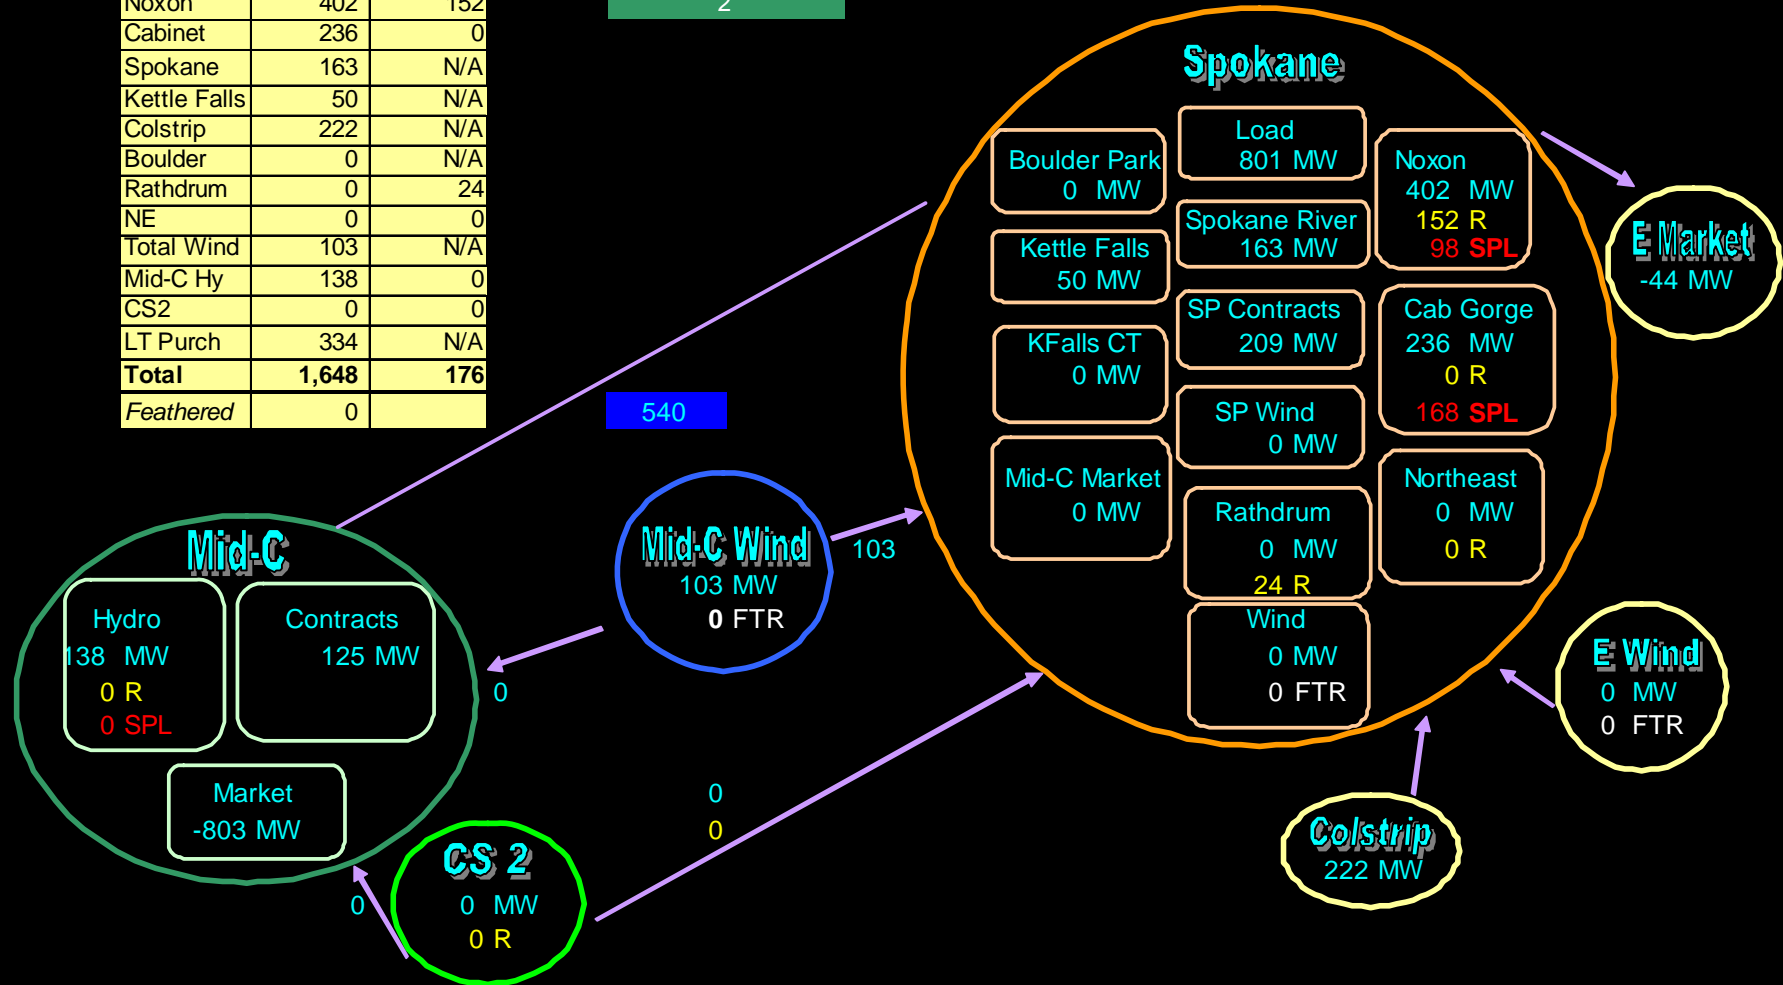 Noxon 402 152
2
Cabinet 236 0
Spokane 163 N/A
Kettle Falls 50 N/A
Colstrip 222 N/A
Boulder 0 N/A
Rathdrum 0 24
NE 0 0
Total Wind 103 N/A
Mid-C Hy 138 0
CS2 0 0
LT Purch 334 N/A
Total 1,648 176
Feathered 0
540
Spokane
Load
801 MW
Boulder Park
0 MW
Noxon
402 MW
152 R
98 SPL
Spokane River
163 MW
Kettle Falls
50 MW
SP Contracts
209 MW
Cab Gorge
236 MW
0 R
168 SPL
KFalls CT
0 MW
SP Wind
0 MW
Mid-C Market
0 MW
Northeast
0 MW
0 R
Rathdrum
0 MW
24 R
Wind
0 MW
0 FTR
E Market
-44 MW
Mid-C Wind
103 MW
0 FTR
103
0
Mid-C
Hydro
138 MW
0 R
0 SPL
Contracts
125 MW
Market
-803 MW
0
0
0
CS 2
0 MW
0 R
E Wind
0 MW
0 FTR
Colstrip
222 MW